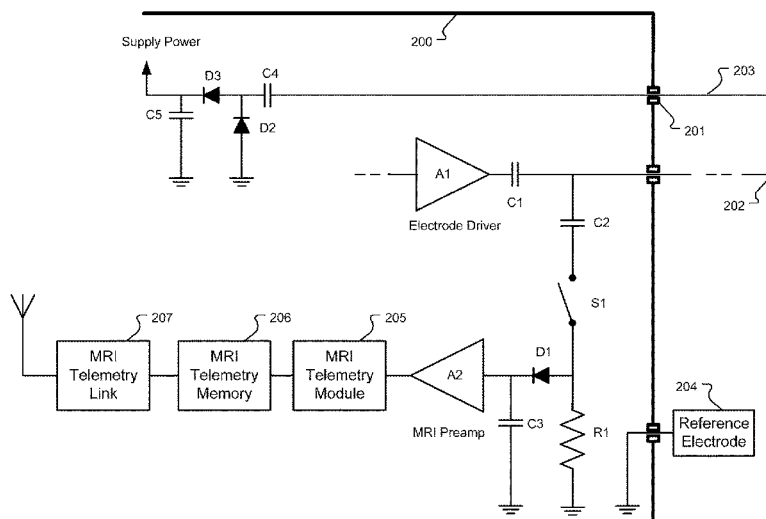 200
Supply Power
D3
C4
203
C5
D2
201
A1
C1
202
Electrode Driver
C2
S1
207
206
205
MRI
Telemetry
Link
MRI
Telemetry
Memory
MRI
Telemetry
Module
A2
D1
204
Reference
Electrode
MRI Preamp
C3
R1